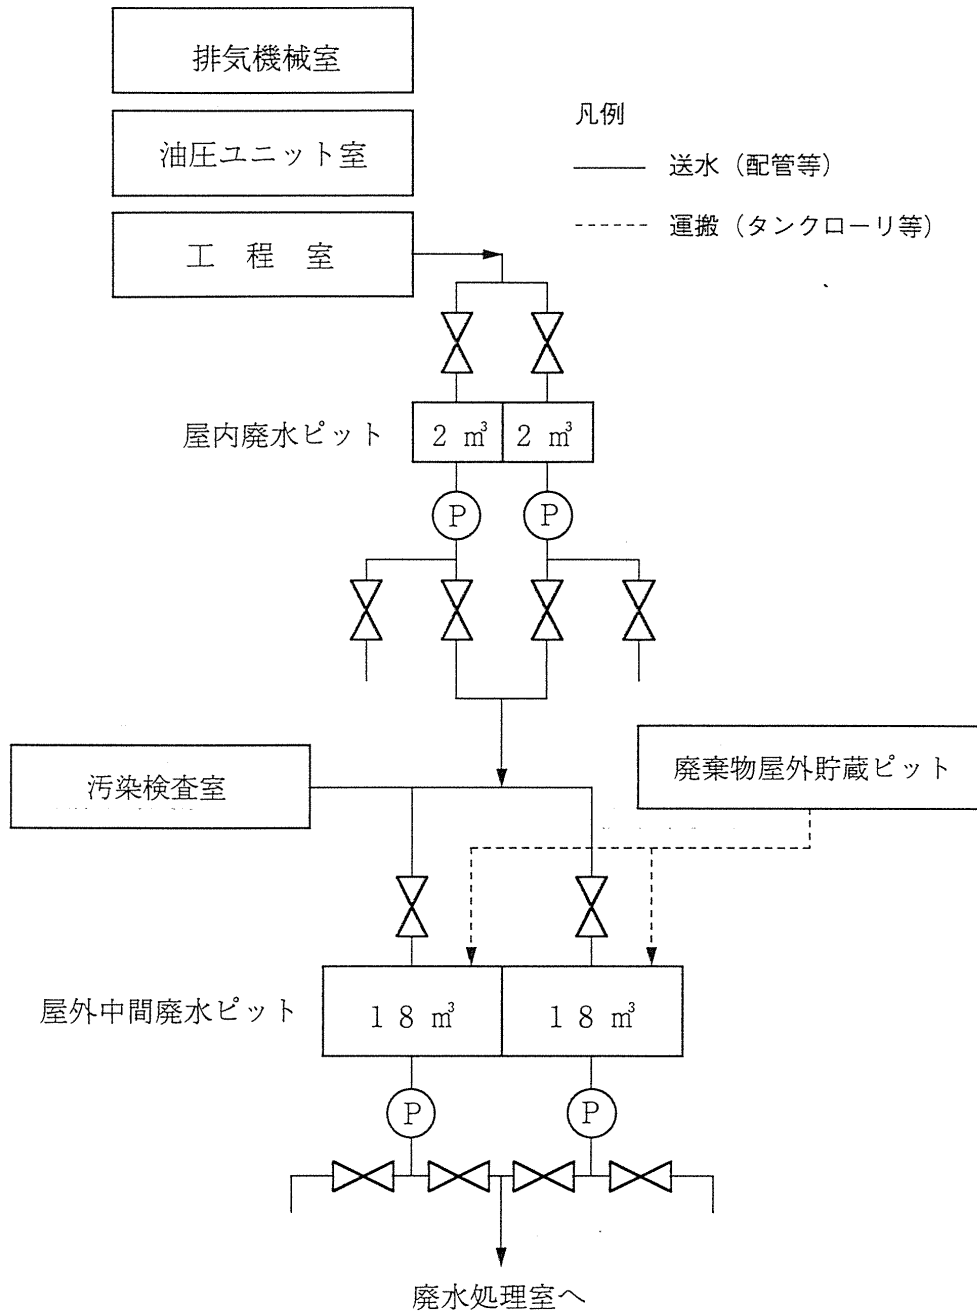 排気機械室
油圧ユニット室
工程室
凡例
送水（配管等）
運搬（タンクローリ等）
屋内廃水ピット
2 ㎥
2 ㎥
P
P
汚染検査室
廃棄物屋外貯蔵ピット
屋外中間廃水ピット
18 ㎥
18 ㎥
P
P
廃水処理室へ